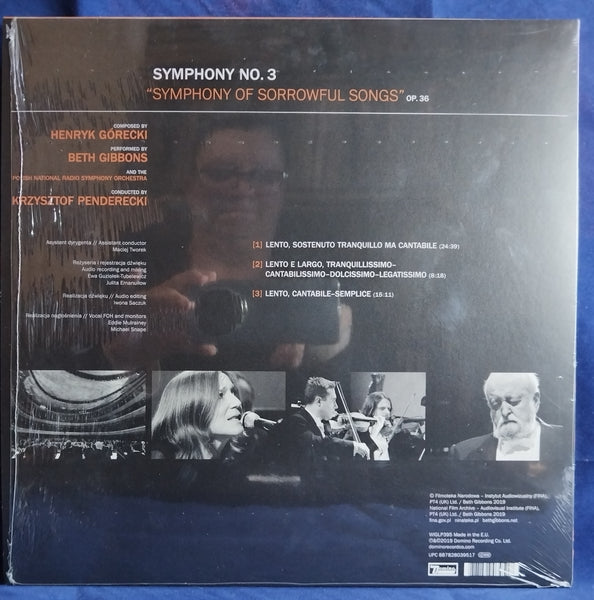 SYMPHONY NO. 3
"SYMPHONY OF SORROWFUL SONGS" OP. 36
COMPOSED BY
HENRYK GÓRECKI
PERFORMED BY
BETH GIBBONS
AND THE
POLISH NATIONAL RADIO SYMPHONY ORCHESTRA
CONDUCTED BY
KRZYSZTOF PENDERECKI
Asystent dyrygenta // Assistant conductor
Maciej Tworek
Reżyseria i rejestracja dźwięku
Audio recording and mixing
Ewa Guziołek-Tubelewicz
Julita Emanuiłow
Realizacja dźwięku // Audio editing
Iwona Saczuk
Realizacja nagłośnienia // Vocal FOH and monitors
Eddie Mulrainey
Michael Snape
[1] LENTO, SOSTENUTO TRANQUILLO MA CANTABILE (24:39)
[2] LENTO E LARGO, TRANQUILLISSIMO–
CANTABILISSIMO–DOLCISSIMO–LEGATISSIMO (8:18)
[3] LENTO, CANTABILE–SEMPLICE (15:11)
© Filmoteka Narodowa – Instytut Audiowizualny (FINA),
PT4 (UK) Ltd. / Beth Gibbons 2019
National Film Archive – Audiovisual Institute (FINA),
PT4 (UK) Ltd. / Beth Gibbons 2019
fina.gov.pl ninateka.pl bethgibbons.net
WIGLP395 Made in the E.U.
℗&©2019 Domino Recording Co. Ltd.
dominorecordco.com
UPC 887828039517
Domino